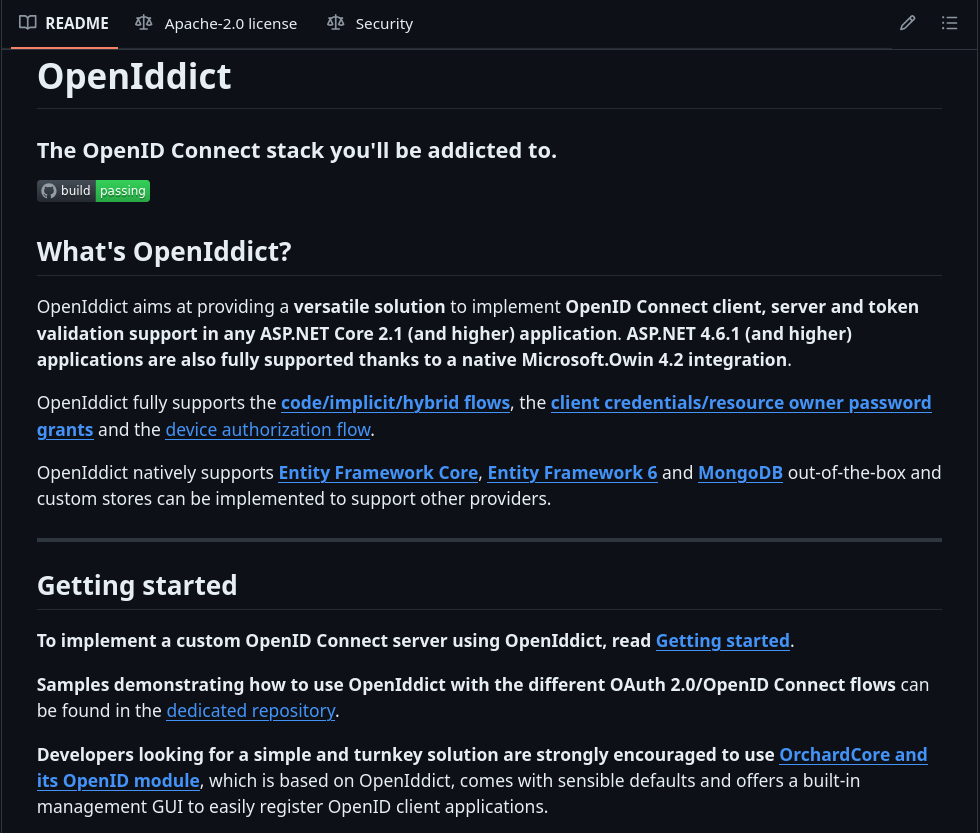 README Apache-2.0 license Security
OpenIddict
The OpenID Connect stack you'll be addicted to.
build passing
What's OpenIddict?
OpenIddict aims at providing a versatile solution to implement OpenID Connect client, server and token
validation support in any ASP.NET Core 2.1 (and higher) application. ASP.NET 4.6.1 (and higher)
applications are also fully supported thanks to a native Microsoft.Owin 4.2 integration.
OpenIddict fully supports the code/implicit/hybrid flows, the client credentials/resource owner password
grants and the device authorization flow.
OpenIddict natively supports Entity Framework Core, Entity Framework 6 and MongoDB out-of-the-box and
custom stores can be implemented to support other providers.
Getting started
To implement a custom OpenID Connect server using OpenIddict, read Getting started.
Samples demonstrating how to use OpenIddict with the different OAuth 2.0/OpenID Connect flows can
be found in the dedicated repository.
Developers looking for a simple and turnkey solution are strongly encouraged to use OrchardCore and
its OpenID module, which is based on OpenIddict, comes with sensible defaults and offers a built-in
management GUI to easily register OpenID client applications.